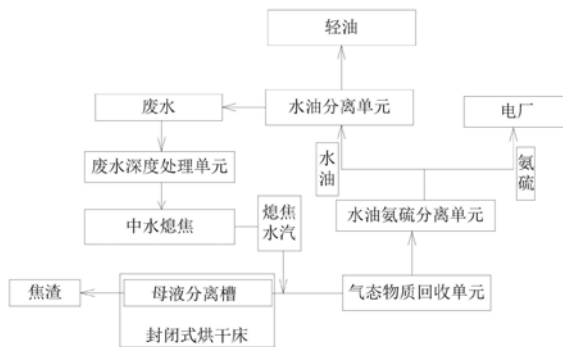 轻油
废水
水油分离单元
电厂
废水深度处理单元
水
油
氨
硫
中水熄焦
熄焦
水汽
水油氨硫分离单元
焦渣
母液分离槽
气态物质回收单元
封闭式烘干床